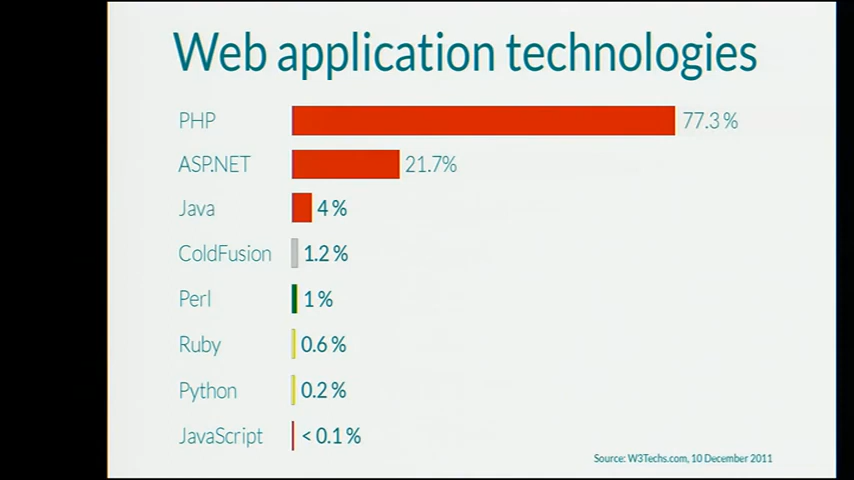 Web application technologies
PHP 77.3 %
ASP.NET 21.7%
Java 4 %
ColdFusion 1.2 %
Perl 1 %
Ruby 0.6 %
Python 0.2 %
JavaScript < 0.1 %
Source: W3Techs.com, 10 December 2011